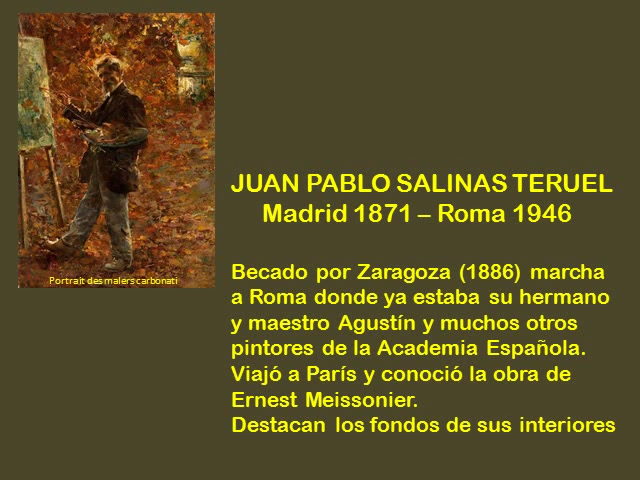 Portrait des malers carbonati
JUAN PABLO SALINAS TERUEL
Madrid 1871 – Roma 1946
Becado por Zaragoza (1886) marcha
a Roma donde ya estaba su hermano
y maestro Agustín y muchos otros
pintores de la Academia Española.
Viajó a París y conoció la obra de
Ernest Meissonier.
Destacan los fondos de sus interiores